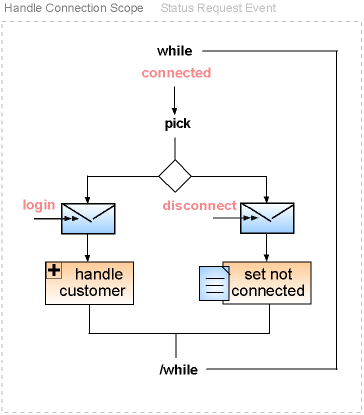 Handle Connection Scope Status Request Event
while
connected
pick
login
disconnect
handle
customer
set not
connected
/while